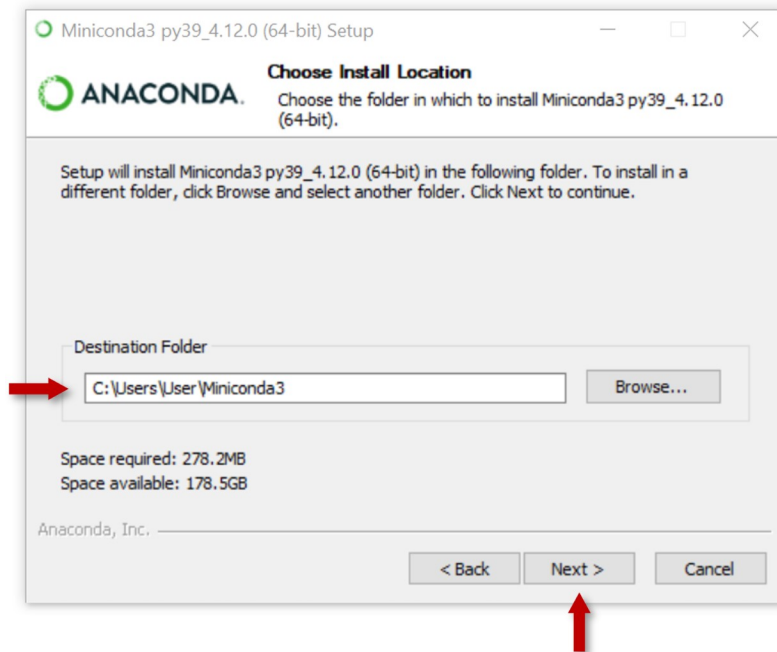 Miniconda3 py39_4.12.0 (64-bit) Setup
ANACONDA.
Choose Install Location
Choose the folder in which to install Miniconda3 py39_4.12.0
(64-bit).
Setup will install Miniconda3 py39_4.12.0 (64-bit) in the following folder. To install in a
different folder, click Browse and select another folder. Click Next to continue.
Destination Folder
C:\Users\User\Miniconda3
Browse...
Space required: 278.2MB
Space available: 178.5GB
Anaconda, Inc.
< Back Next > Cancel